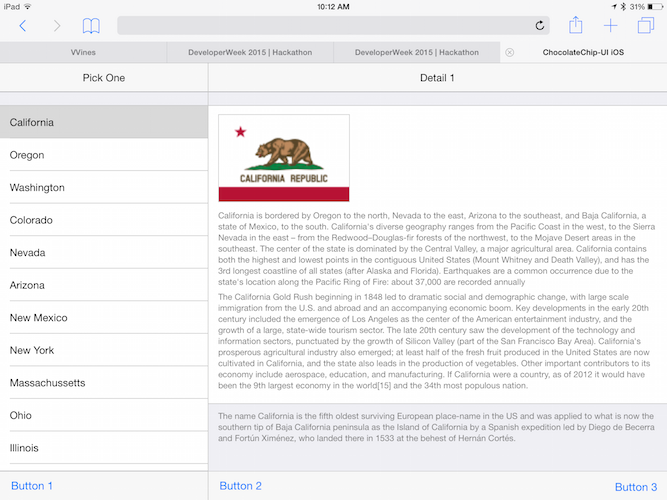 iPad 10:12 AM 31%
VVines DeveloperWeek 2015 | Hackathon DeveloperWeek 2015 | Hackathon ChocolateChip-UI iOS
Pick One
Detail 1
California
Oregon
Washington
Colorado
Nevada
Arizona
New Mexico
New York
Massachussetts
Ohio
Illinois
CALIFORNIA REPUBLIC
California is bordered by Oregon to the north, Nevada to the east, Arizona to the southeast, and Baja California, a
state of Mexico, to the south. California's diverse geography ranges from the Pacific Coast in the west, to the Sierra
Nevada in the east – from the Redwood–Douglas-fir forests of the northwest, to the Mojave Desert areas in the
southeast. The center of the state is dominated by the Central Valley, a major agricultural area. California contains
both the highest and lowest points in the contiguous United States (Mount Whitney and Death Valley), and has the
3rd longest coastline of all states (after Alaska and Florida). Earthquakes are a common occurrence due to the
state's location along the Pacific Ring of Fire: about 37,000 are recorded annually
The California Gold Rush beginning in 1848 led to dramatic social and demographic change, with large scale
immigration from the U.S. and abroad and an accompanying economic boom. Key developments in the early 20th
century included the emergence of Los Angeles as the center of the American entertainment industry, and the
growth of a large, state-wide tourism sector. The late 20th century saw the development of the technology and
information sectors, punctuated by the growth of Silicon Valley (part of the San Francisco Bay Area). California's
prosperous agricultural industry also emerged; at least half of the fresh fruit produced in the United States are now
cultivated in California, and the state also leads in the production of vegetables. Other important contributors to its
economy include aerospace, education, and manufacturing. If California were a country, as of 2012 it would have
been the 9th largest economy in the world[15] and the 34th most populous nation.
The name California is the fifth oldest surviving European place-name in the US and was applied to what is now the
southern tip of Baja California peninsula as the Island of California by a Spanish expedition led by Diego de Becerra
and Fortún Ximénez, who landed there in 1533 at the behest of Hernán Cortés.
Button 1
Button 2
Button 3